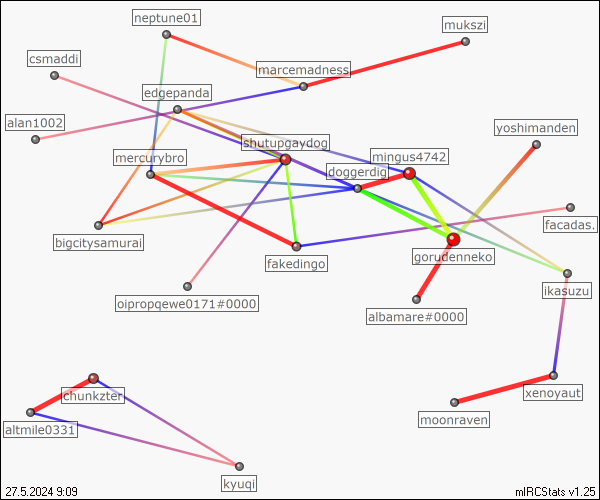 neptune01
mukszi
csmaddi
marcemadness
edgepanda
alan1002
yoshimanden
shutupgaydog
mercurybro
mingus4742
doggerdig
facadas.
bigcitysamurai
gorudenneko
fakedingo
ikasuzu
oipropqewe0171#0000
albamare#0000
chunkzter
xenoyaut
moonraven
altmile0331
kyuqi
27.5.2024 9:09
mIRCStats v1.25